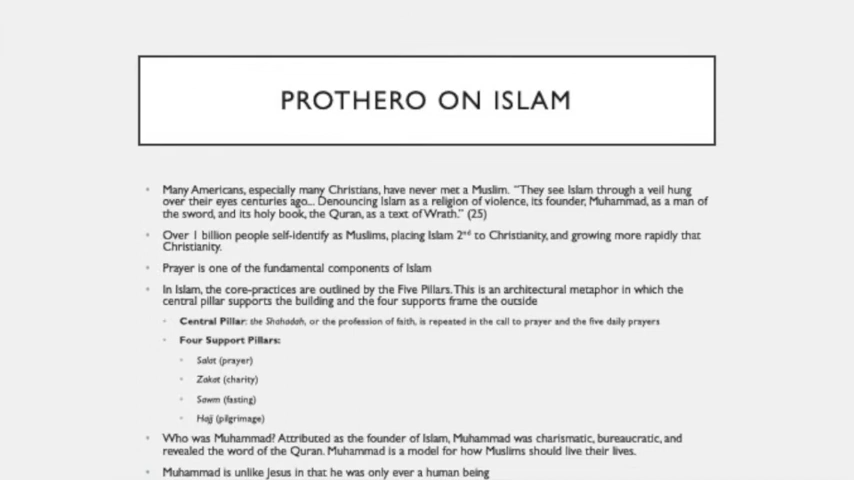 PROTHERO ON ISLAM
• Many Americans, especially many Christians, have never met a Muslim. "They see Islam through a veil hung
over their eyes centuries ago... Denouncing Islam as a religion of violence, its founder, Muhammad, as a man of
the sword, and its holy book, the Quran, as a text of Wrath." (25)
• Over 1 billion people self-identify as Muslims, placing Islam 2nd to Christianity, and growing more rapidly that
Christianity.
• Prayer is one of the fundamental components of Islam
• In Islam, the core-practices are outlined by the Five Pillars. This is an architectural metaphor in which the
central pillar supports the building and the four supports frame the outside
• Central Pillar: the Shahadah, or the profession of faith, is repeated in the call to prayer and the five daily prayers
• Four Support Pillars:
• Salat (prayer)
• Zakat (charity)
• Sawm (fasting)
• Hajj (pilgrimage)
• Who was Muhammad? Attributed as the founder of Islam, Muhammad was charismatic, bureaucratic, and
revealed the word of the Quran. Muhammad is a model for how Muslims should live their lives.
• Muhammad is unlike Jesus in that he was only ever a human being